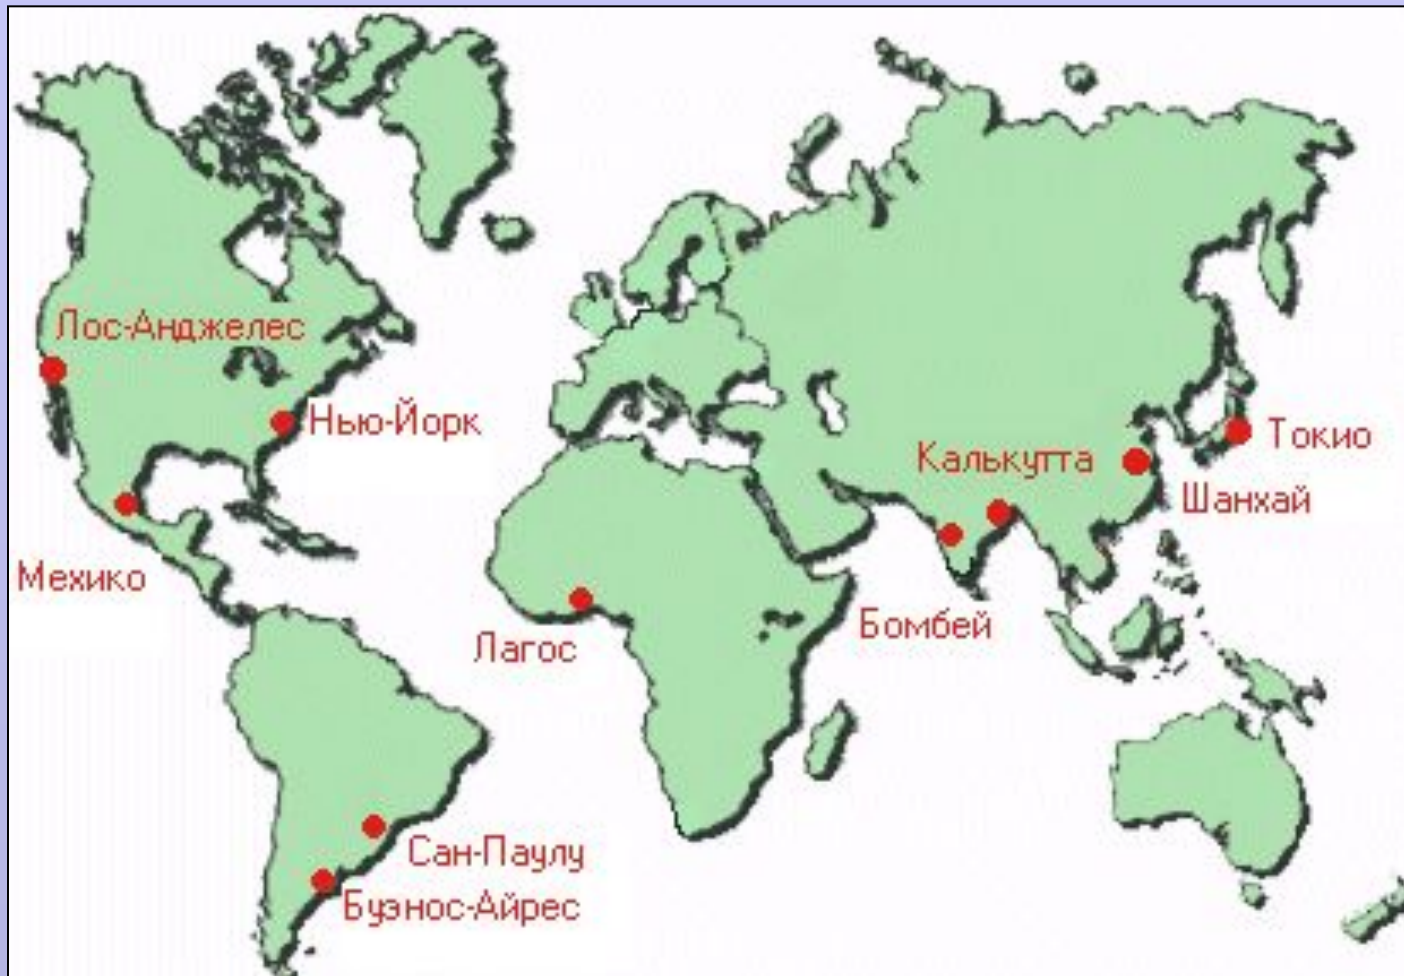 Лос-Анджелес
Нью-Йорк
Токио
Калькутта
Шанхай
Мехико
Бомбей
Лагос
Сан-Паулу
Буэнос-Айрес